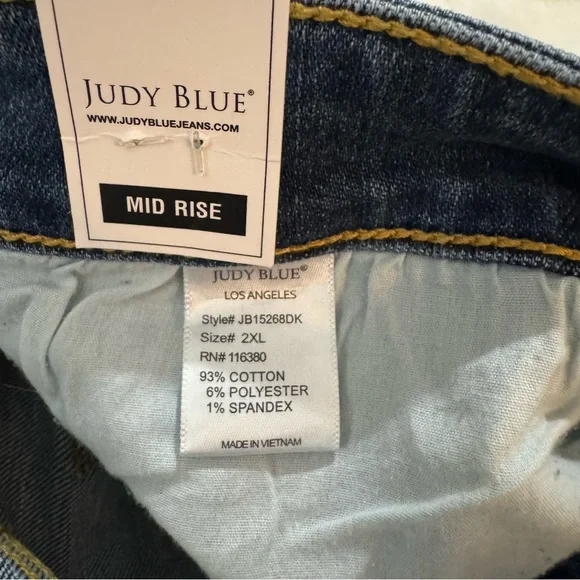 JUDY BLUE®
WWW.JUDYBLUEJEANS.COM
MID RISE
JUDY BLUE®
LOS ANGELES
Style# JB15268DK
Size# 2XL
RN# 116380
93% COTTON
6% POLYESTER
1% SPANDEX
MADE IN VIETNAM